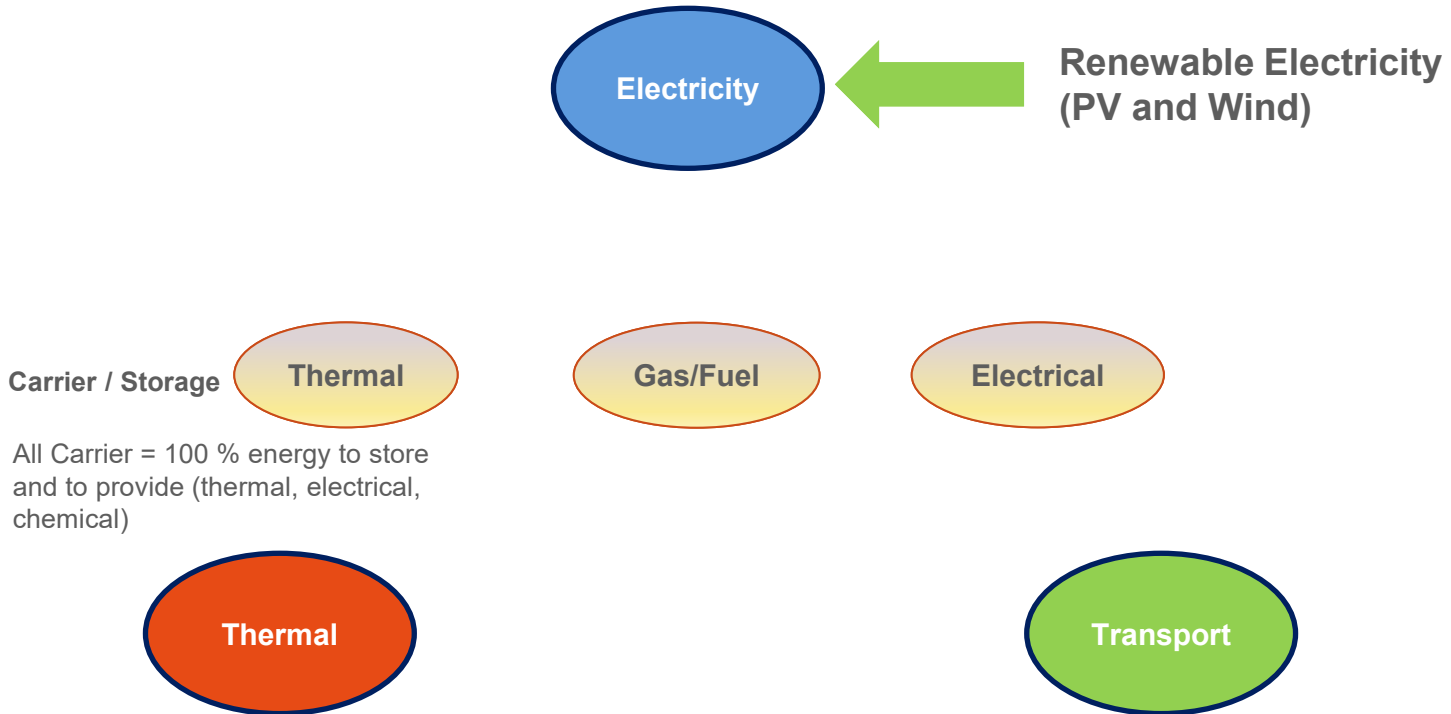 Electricity
Renewable Electricity
(PV and Wind)
Carrier / Storage
Thermal
Gas/Fuel
Electrical
All Carrier = 100 % energy to store
and to provide (thermal, electrical,
chemical)
Thermal
Transport